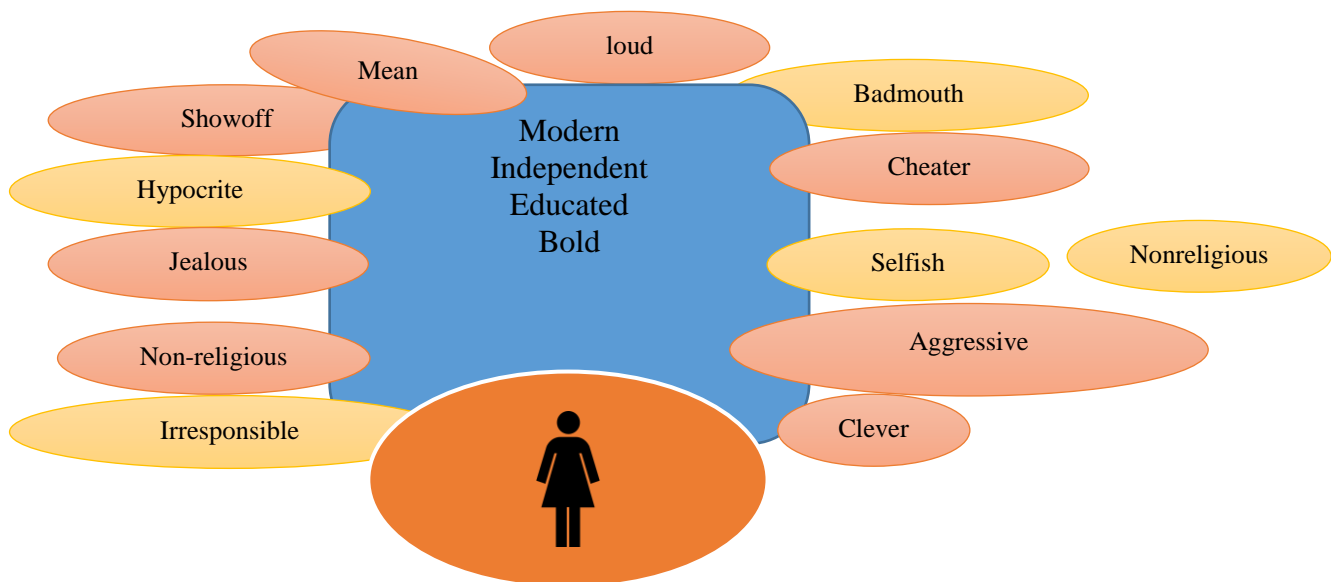 loud
Mean
Badmouth
Showoff
Modern
Independent
Educated
Bold
Cheater
Hypocrite
Jealous
Selfish
Nonreligious
Non-religious
Aggressive
Irresponsible
Clever